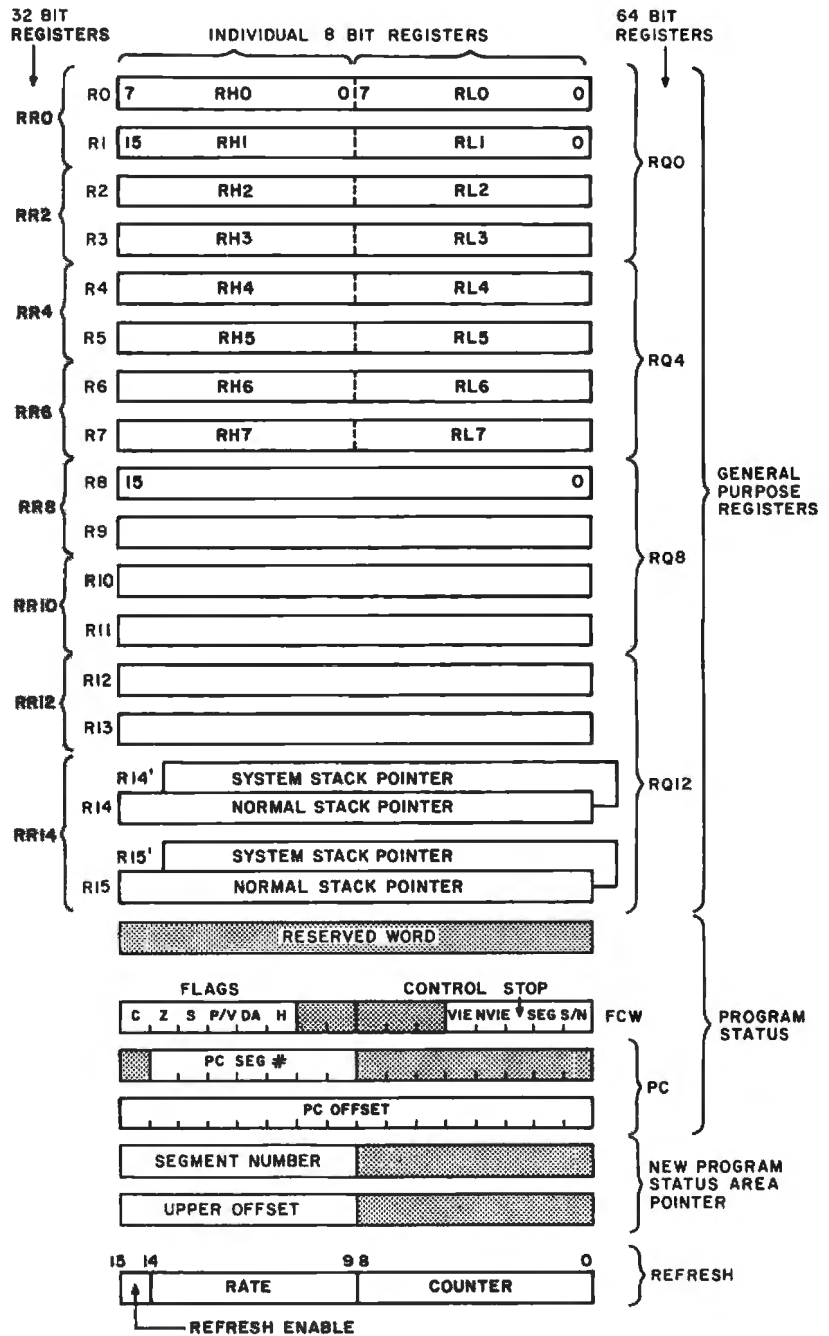 32 BIT REGISTERS
INDIVIDUAL 8 BIT REGISTERS
64 BIT REGISTERS
RR0
R0 7 RH0 0 7 RL0 0
R1 15 RH1 RL1 0
RQ0
RR2
R2 RH2 RL2
R3 RH3 RL3
RR4
R4 RH4 RL4
R5 RH5 RL5
RQ4
RR6
R6 RH6 RL6
R7 RH7 RL7
RR8
R8 15 0
R9
GENERAL PURPOSE REGISTERS
RQ8
RR10
R10
R11
RR12
R12
R13
RQ12
RR14
R14' SYSTEM STACK POINTER
R14 NORMAL STACK POINTER
R15' SYSTEM STACK POINTER
R15 NORMAL STACK POINTER
RESERVED WORD
FLAGS CONTROL STOP
C Z S P/V DA H VIE NVIE SEG S/N FCW
PROGRAM STATUS
PC SEG #
PC
PC OFFSET
SEGMENT NUMBER
UPPER OFFSET
NEW PROGRAM STATUS AREA POINTER
15 14 9 8 0
RATE COUNTER
REFRESH
REFRESH ENABLE